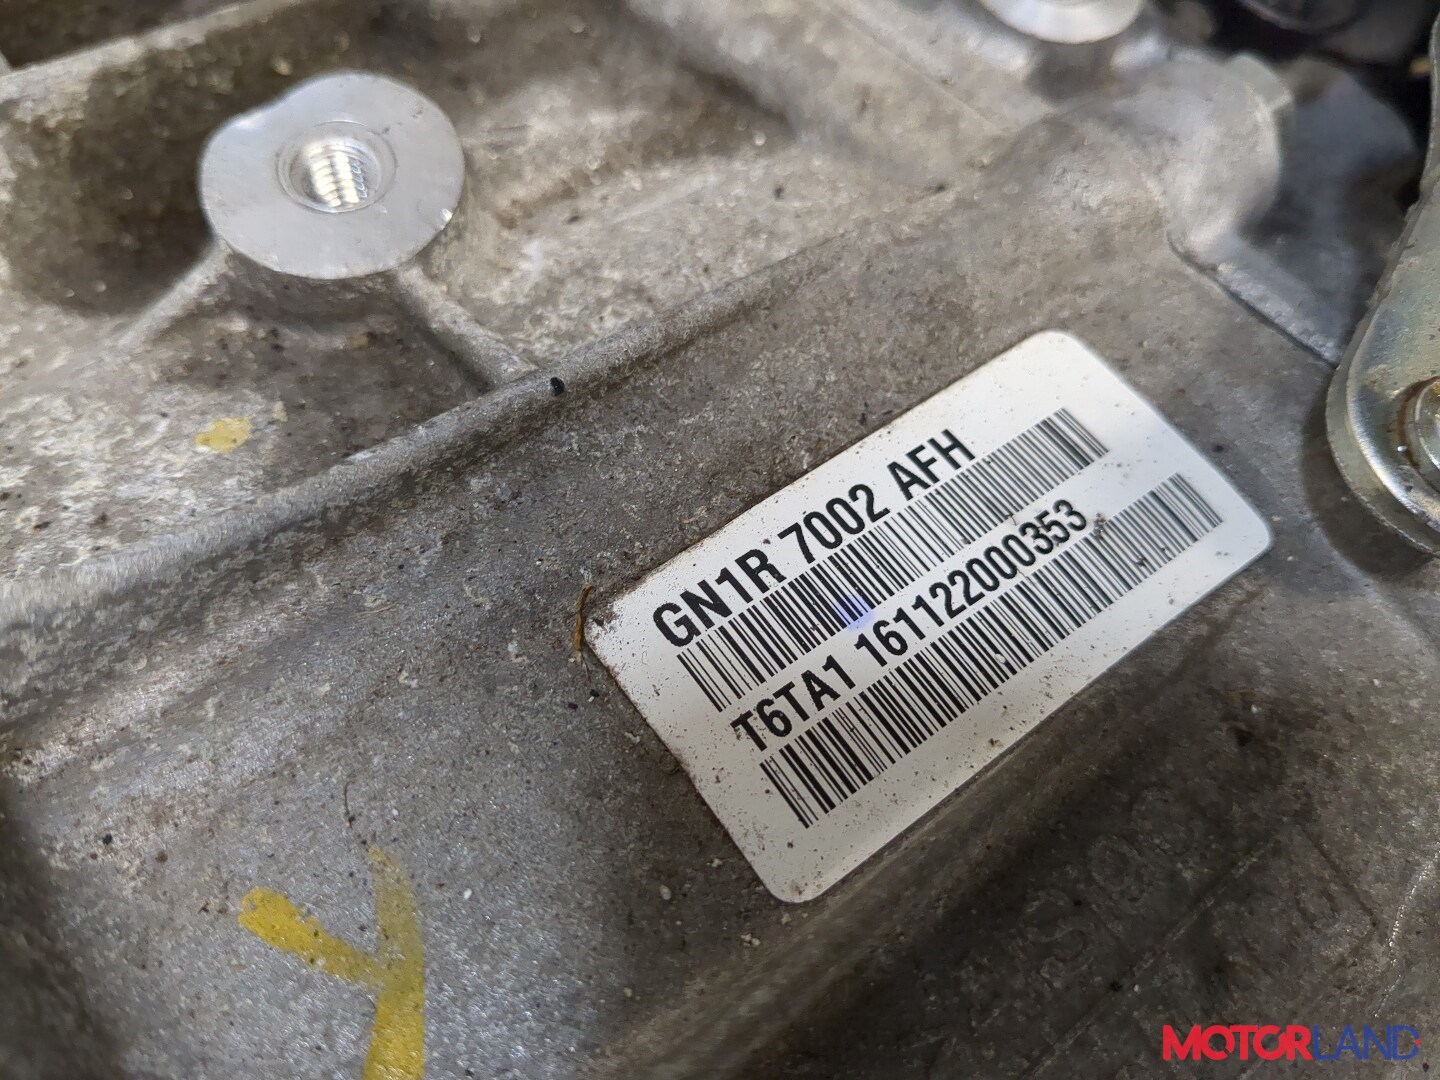 GN1R 7002 AFH
T6TA1 161122000353
MOTORLAND